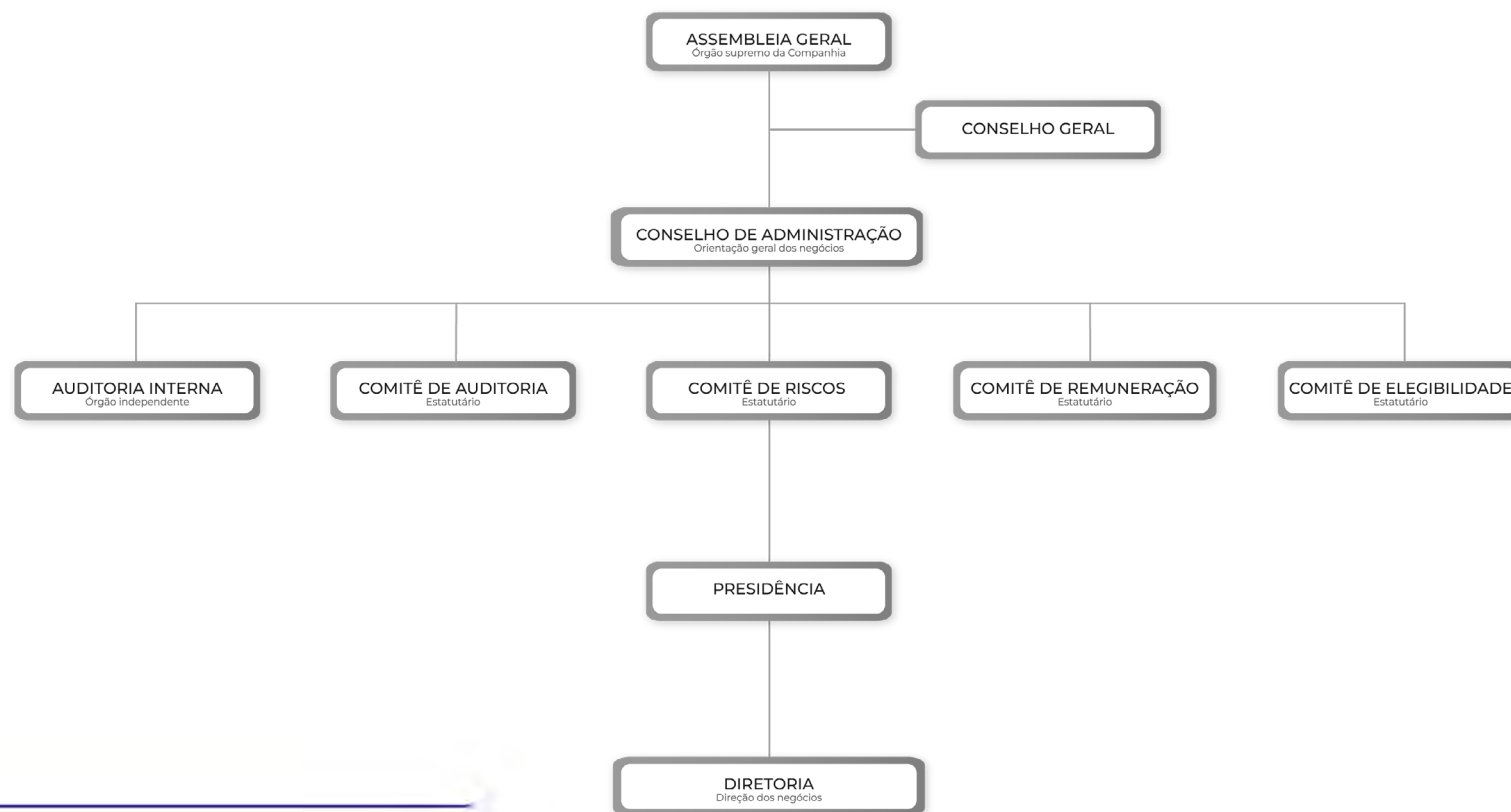 ASSEMBLEIA GERAL
Órgão supremo da Companhia
CONSELHO GERAL
CONSELHO DE ADMINISTRAÇÃO
Orientação geral dos negócios
AUDITORIA INTERNA
Órgão independente
COMITÊ DE AUDITORIA
Estatutário
COMITÊ DE RISCOS
Estatutário
COMITÊ DE REMUNERAÇÃO
Estatutário
COMITÊ DE ELEGIBILIDADE
Estatutário
PRESIDÊNCIA
DIRETORIA
Direção dos negócios